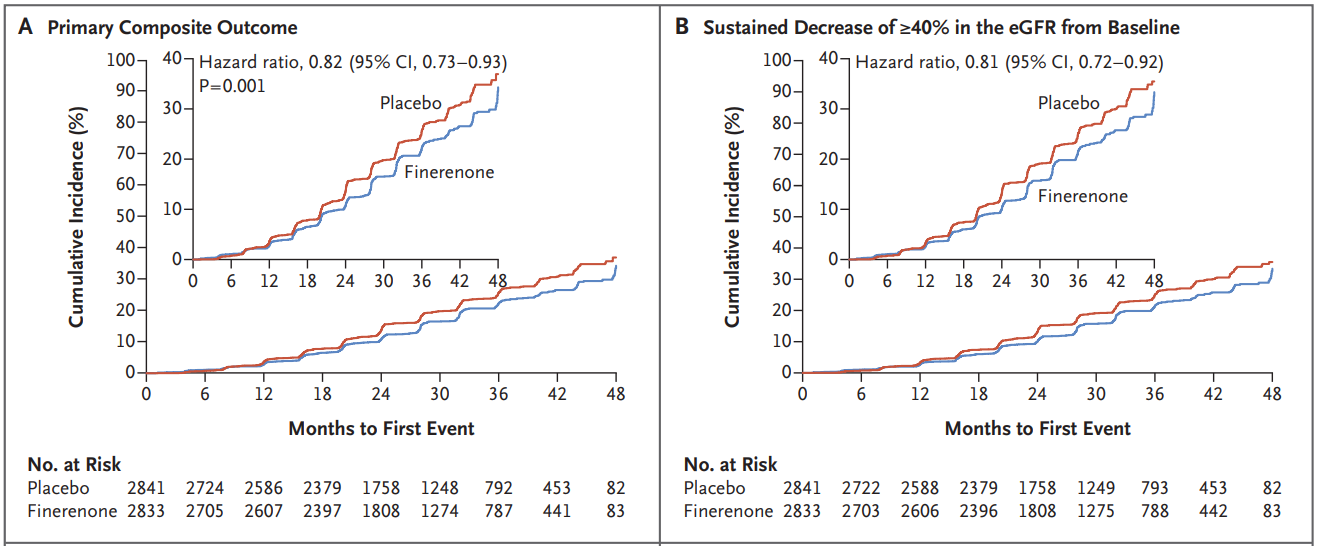 A Primary Composite Outcome
Cumulative Incidence (%)
100
90
80
70
60
50
40
30
20
10
0
40
30
20
10
0
Hazard ratio, 0.82 (95% CI, 0.73–0.93)
P=0.001
Placebo
Finerenone
0 6 12 18 24 30 36 42 48
0 6 12 18 24 30 36 42 48
Months to First Event
No. at Risk
Placebo 2841 2724 2586 2379 1758 1248 792 453 82
Finerenone 2833 2705 2607 2397 1808 1274 787 441 83
B Sustained Decrease of ≥40% in the eGFR from Baseline
Cumulative Incidence (%)
100
90
80
70
60
50
40
30
20
10
0
40
30
20
10
0
Hazard ratio, 0.81 (95% CI, 0.72–0.92)
Placebo
Finerenone
0 6 12 18 24 30 36 42 48
0 6 12 18 24 30 36 42 48
Months to First Event
No. at Risk
Placebo 2841 2722 2588 2379 1758 1249 793 453 82
Finerenone 2833 2703 2606 2396 1808 1275 788 442 83